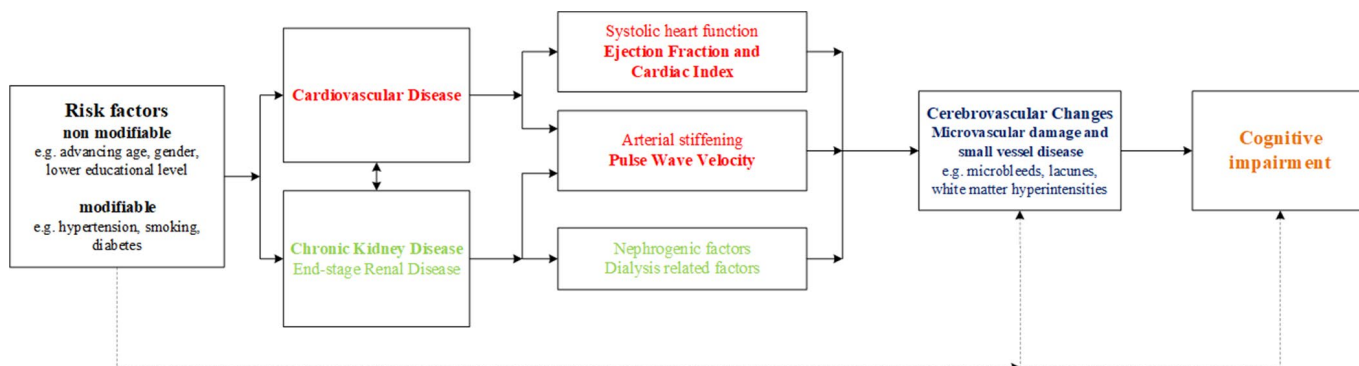 Risk factors
non modifiable
e.g. advancing age, gender,
lower educational level
modifiable
e.g. hypertension, smoking,
diabetes
Cardiovascular Disease
Chronic Kidney Disease
End-stage Renal Disease
Systolic heart function
Ejection Fraction and
Cardiac Index
Arterial stiffening
Pulse Wave Velocity
Nephrogenic factors
Dialysis related factors
Cerebrovascular Changes
Microvascular damage and
small vessel disease
e.g. microbleeds, lacunes,
white matter hyperintensities
Cognitive
impairment